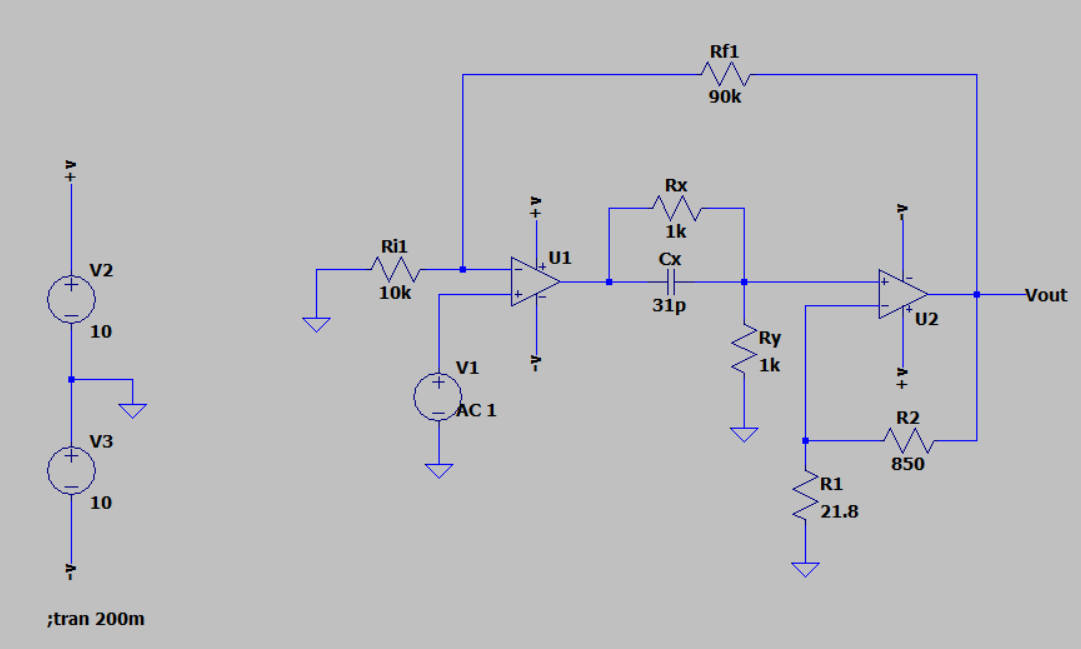 Rf1
90k
+v
V2
10
V3
10
-v
;tran 200m
Ri1
10k
+v
U1
-v
V1
AC 1
Rx
1k
Cx
31p
Ry
1k
-v
U2
+v
Vout
R2
850
R1
21.8